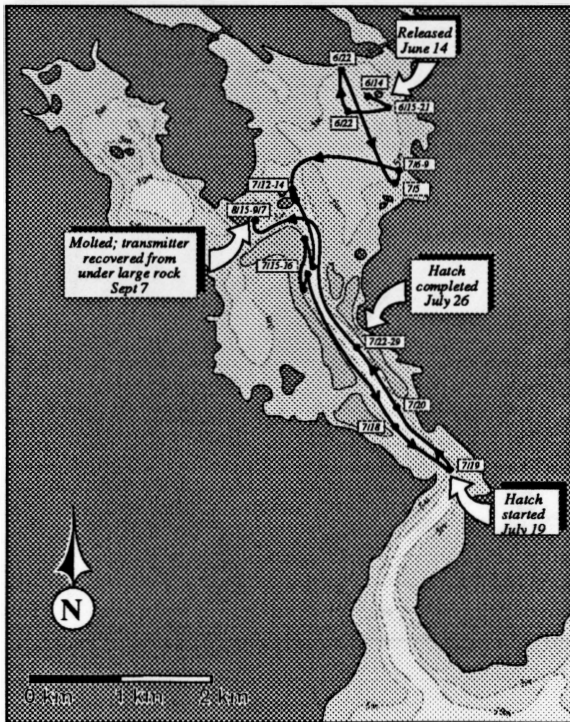 Released
June 14
6/22
6/14
6/15-21
6/22
7/6-9
7/5
7/12-14
8/15-9/7
Molted; transmitter
recovered from
under large rock
Sept 7
7/15-16
Hatch
completed
July 26
7/22-29
7/20
7/18
7/19
Hatch
started
July 19
5m
5m
N
0 km 1 km 2 km